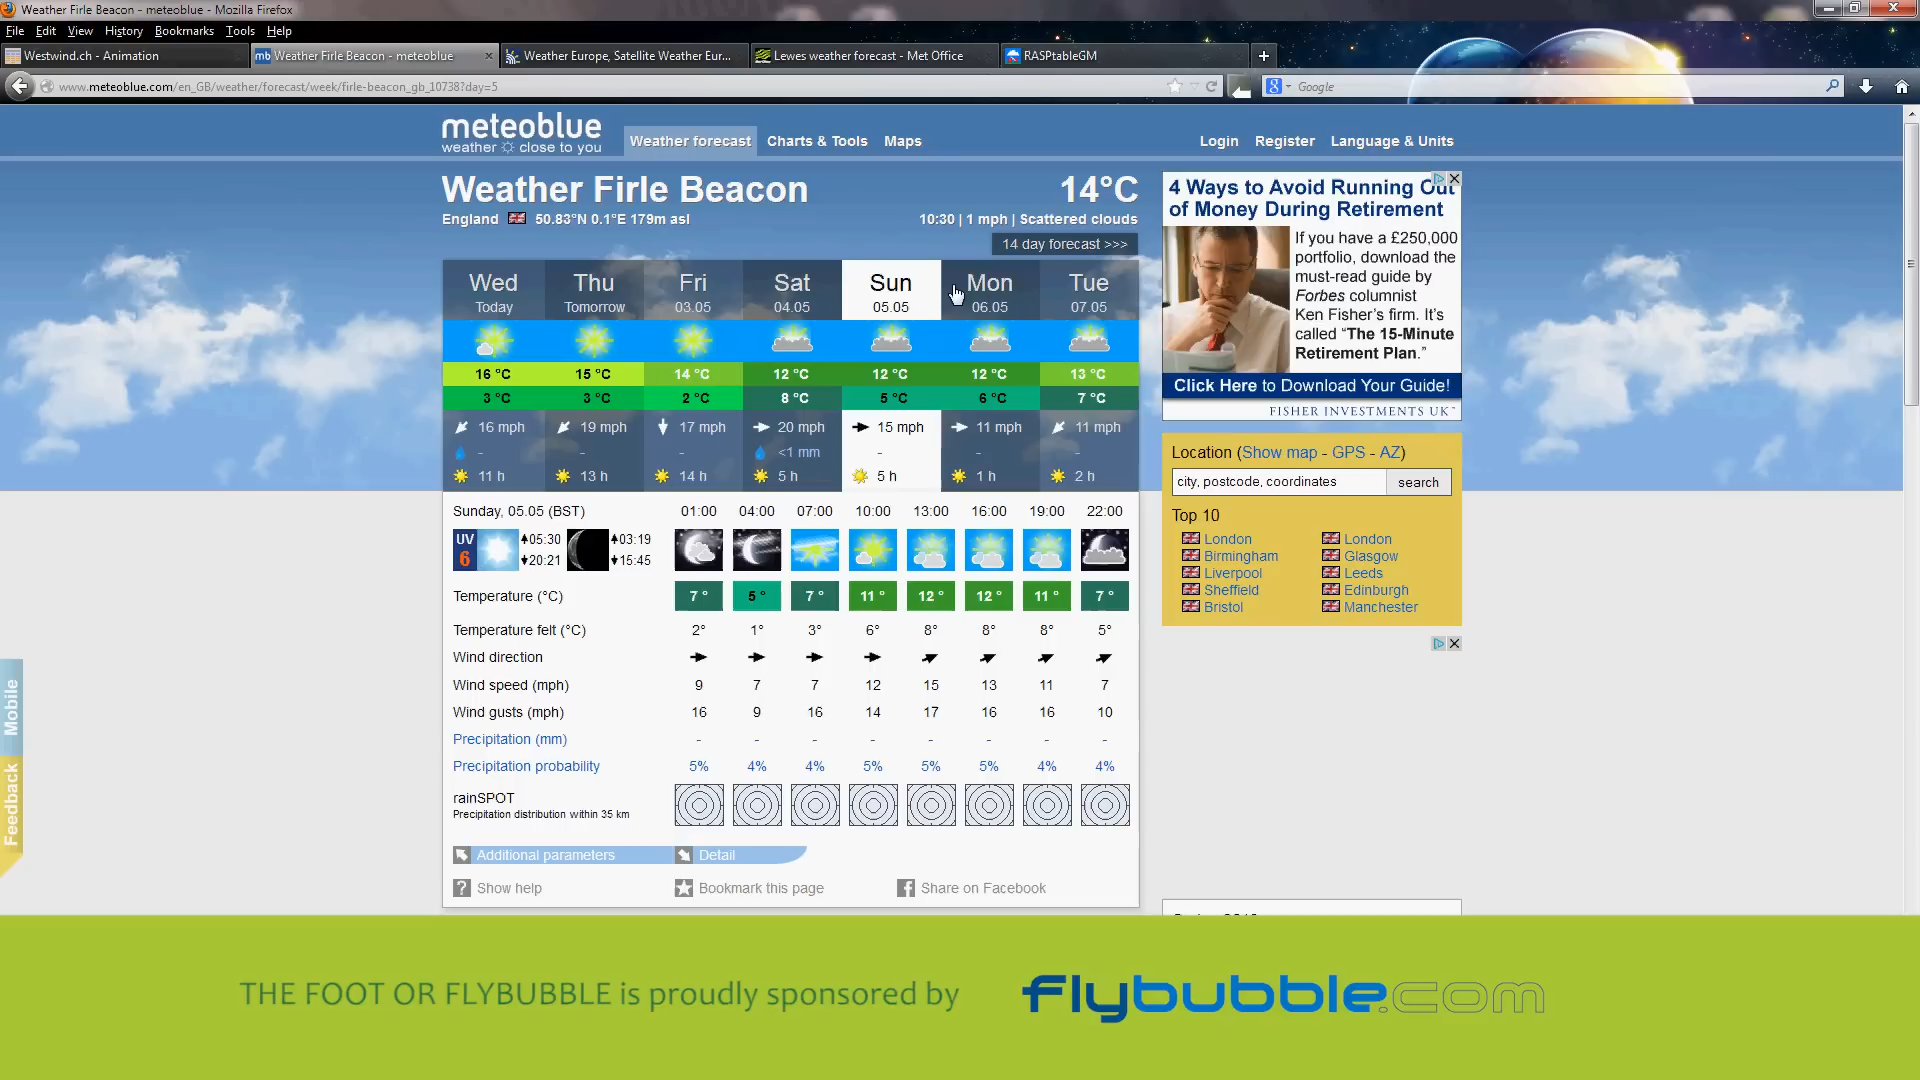 Weather Firle Beacon - meteoblue - Mozilla Firefox
File Edit View History Bookmarks Tools Help
Westwind.ch - Animation
mb Weather Firle Beacon - meteoblue
Weather Europe, Satellite Weather Eur...
Lewes weather forecast - Met Office
RASPtableGM
www.meteoblue.com/en_GB/weather/forecast/week/firle-beacon_gb_10738?day=5
8 Google
meteoblue
weather close to you
Weather forecast Charts & Tools Maps
Login Register Language & Units
Weather Firle Beacon 14°C
England 50.83°N 0.1°E 179m asl 10:30 | 1 mph | Scattered clouds
14 day forecast >>>
Wed Thu Fri Sat Sun Mon Tue
Today Tomorrow 03.05 04.05 05.05 06.05 07.05
16 °C 15 °C 14 °C 12 °C 12 °C 12 °C 13 °C
3 °C 3 °C 2 °C 8 °C 5 °C 6 °C 7 °C
16 mph 19 mph 17 mph 20 mph 15 mph 11 mph 11 mph
- - - <1 mm - - -
11 h 13 h 14 h 5 h 5 h 1 h 2 h
Sunday, 05.05 (BST) 01:00 04:00 07:00 10:00 13:00 16:00 19:00 22:00
UV 05:30 03:19
6 20:21 15:45
Temperature (°C) 7 ° 5 ° 7 ° 11 ° 12 ° 12 ° 11 ° 7 °
Temperature felt (°C) 2° 1° 3° 6° 8° 8° 8° 5°
Wind direction
Wind speed (mph) 9 7 7 12 15 13 11 7
Wind gusts (mph) 16 9 16 14 17 16 16 10
Precipitation (mm) - - - - - - - -
Precipitation probability 5% 4% 4% 5% 5% 5% 4% 4%
rainSPOT
Precipitation distribution within 35 km
Additional parameters Detail
Show help Bookmark this page Share on Facebook
4 Ways to Avoid Running Out
of Money During Retirement
If you have a £250,000
portfolio, download the
must-read guide by
Forbes columnist
Ken Fisher's firm. It's
called “The 15-Minute
Retirement Plan.”
Click Here to Download Your Guide!
FISHER INVESTMENTS UK™
Location (Show map - GPS - AZ)
city, postcode, coordinates search
Top 10
London London
Birmingham Glasgow
Liverpool Leeds
Sheffield Edinburgh
Bristol Manchester
Mobile
Feedback
THE FOOT OR FLYBUBBLE is proudly sponsored by
flybubble.com